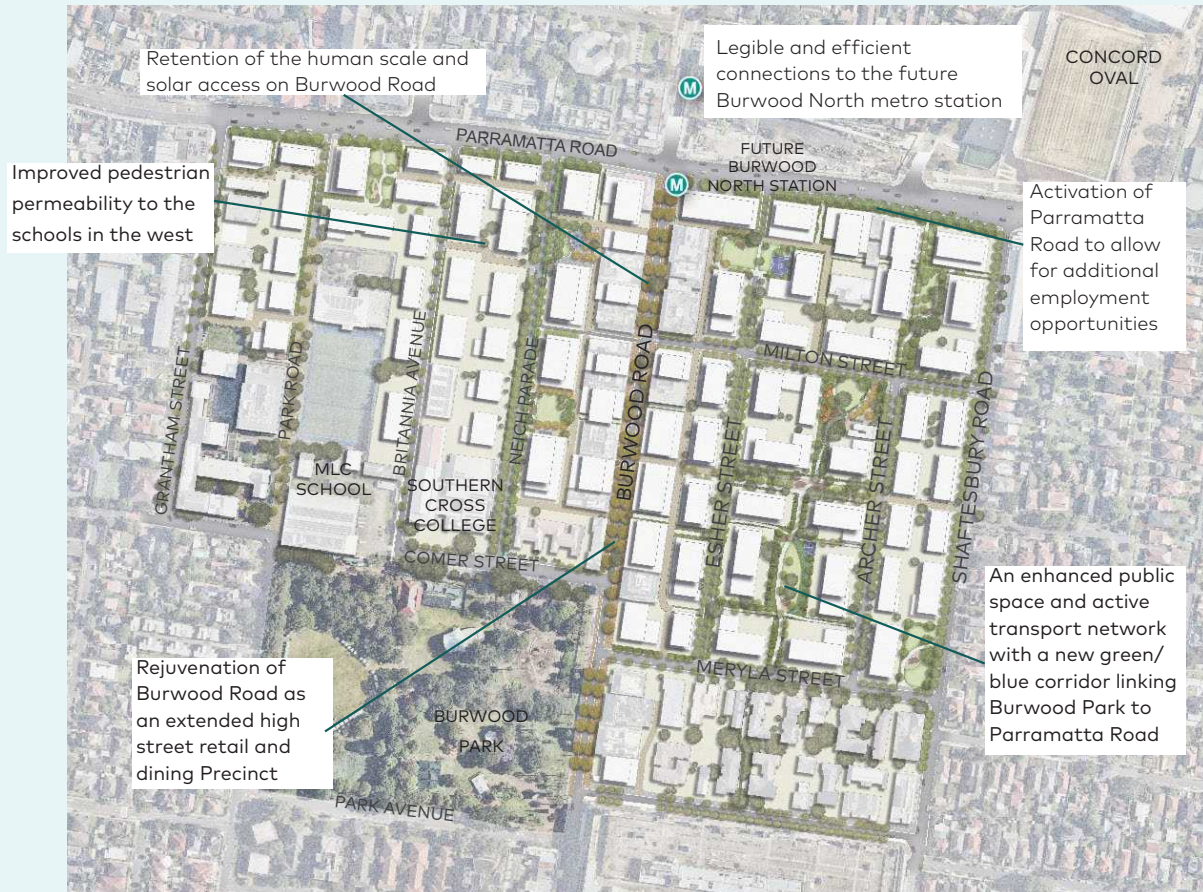 Retention of the human scale and
solar access on Burwood Road
Legible and efficient
connections to the future
Burwood North metro station
CONCORD
OVAL
M
PARRAMATTA ROAD
FUTURE
BURWOOD
NORTH STATION
M
Improved pedestrian
permeability to the
schools in the west
Activation of
Parramatta
Road to allow
for additional
employment
opportunities
GRANTHAM STREET
PARK ROAD
BRITANNIA AVENUE
NEICH PARADE
BURWOOD ROAD
MILTON STREET
ESHER STREET
ARCHER STREET
SHAFTESBURY ROAD
MLC
SCHOOL
SOUTHERN
CROSS
COLLEGE
COMER STREET
An enhanced public
space and active
transport network
with a new green/
blue corridor linking
Burwood Park to
Parramatta Road
MERYLA STREET
Rejuvenation of
Burwood Road as
an extended high
street retail and
dining Precinct
BURWOOD
PARK
PARK AVENUE